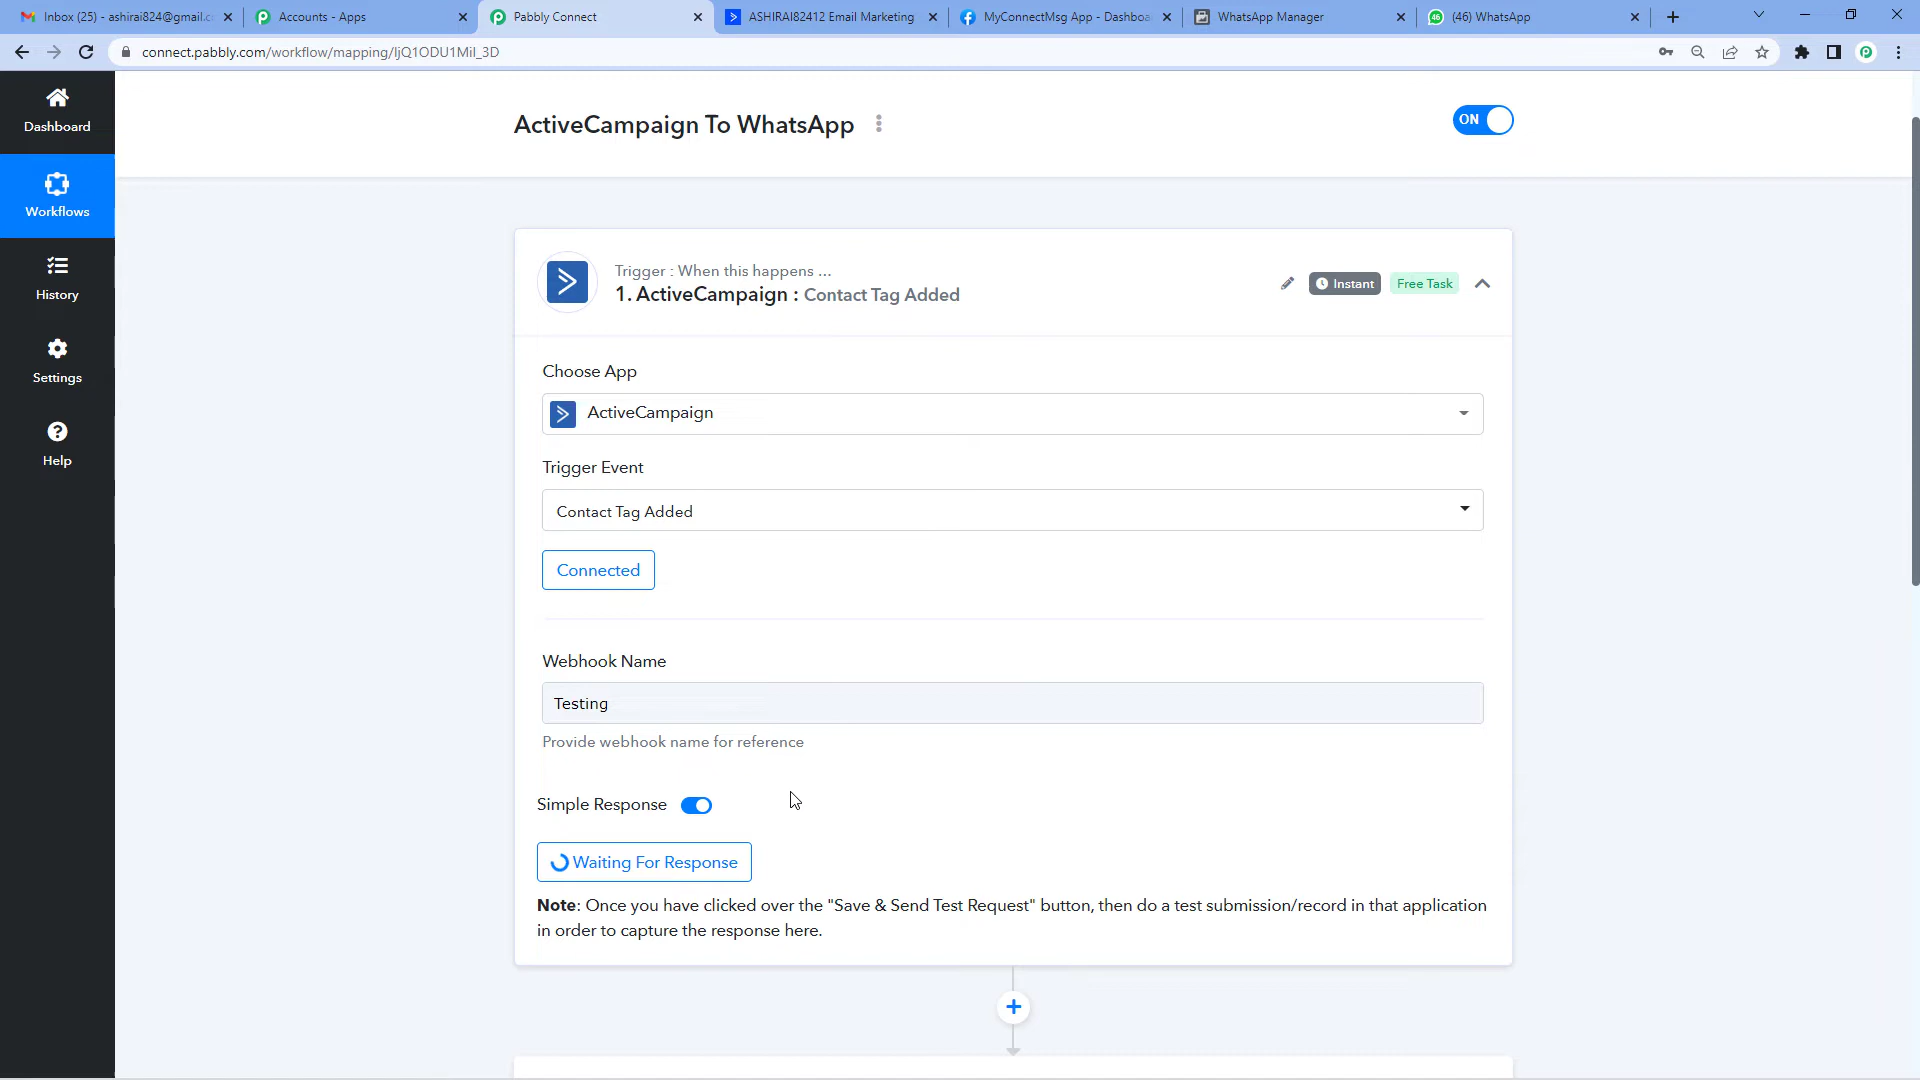 Inbox (25) - ashirai824@gmail.c
Accounts - Apps
Pabbly Connect
ASHIRAI82412 Email Marketing
MyConnectMsg App - Dashboa
WhatsApp Manager
46
(46) WhatsApp
connect.pabbly.com/workflow/mapping/IjQ1ODU1MiI_3D
Dashboard
Workflows
History
Settings
Help
ActiveCampaign To WhatsApp
ON
Trigger : When this happens ...
1. ActiveCampaign : Contact Tag Added
Instant
Free Task
Choose App
ActiveCampaign
Trigger Event
Contact Tag Added
Connected
Webhook Name
Testing
Provide webhook name for reference
Simple Response
Waiting For Response
Note: Once you have clicked over the "Save & Send Test Request" button, then do a test submission/record in that application
in order to capture the response here.